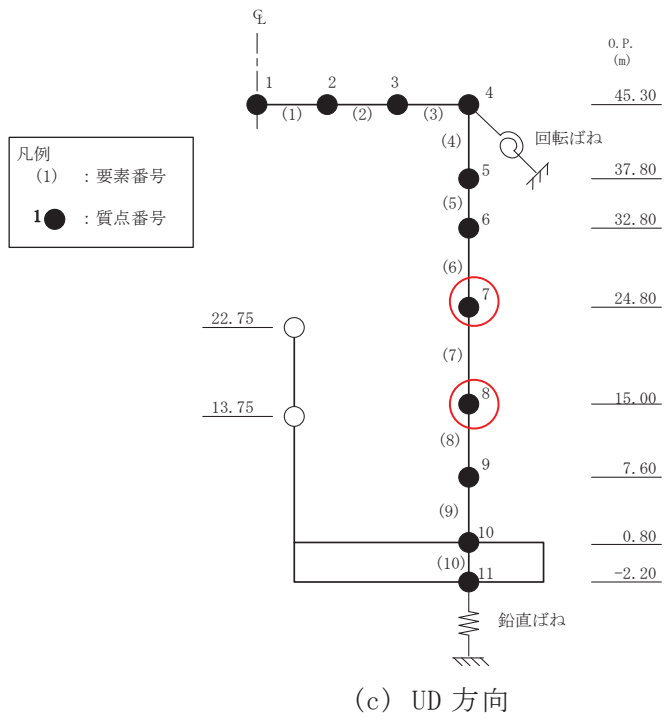 ℄
O.P.
(m)
1 2 3 4
45.30
(1) (2) (3)
(4)
回転ばね
凡例
(1) : 要素番号
1 : 質点番号
5
37.80
(5)
6
32.80
(6)
7
24.80
22.75
(7)
8
15.00
13.75
(8)
9
7.60
(9)
10
0.80
(10)
11
-2.20
鉛直ばね
(c) UD 方向